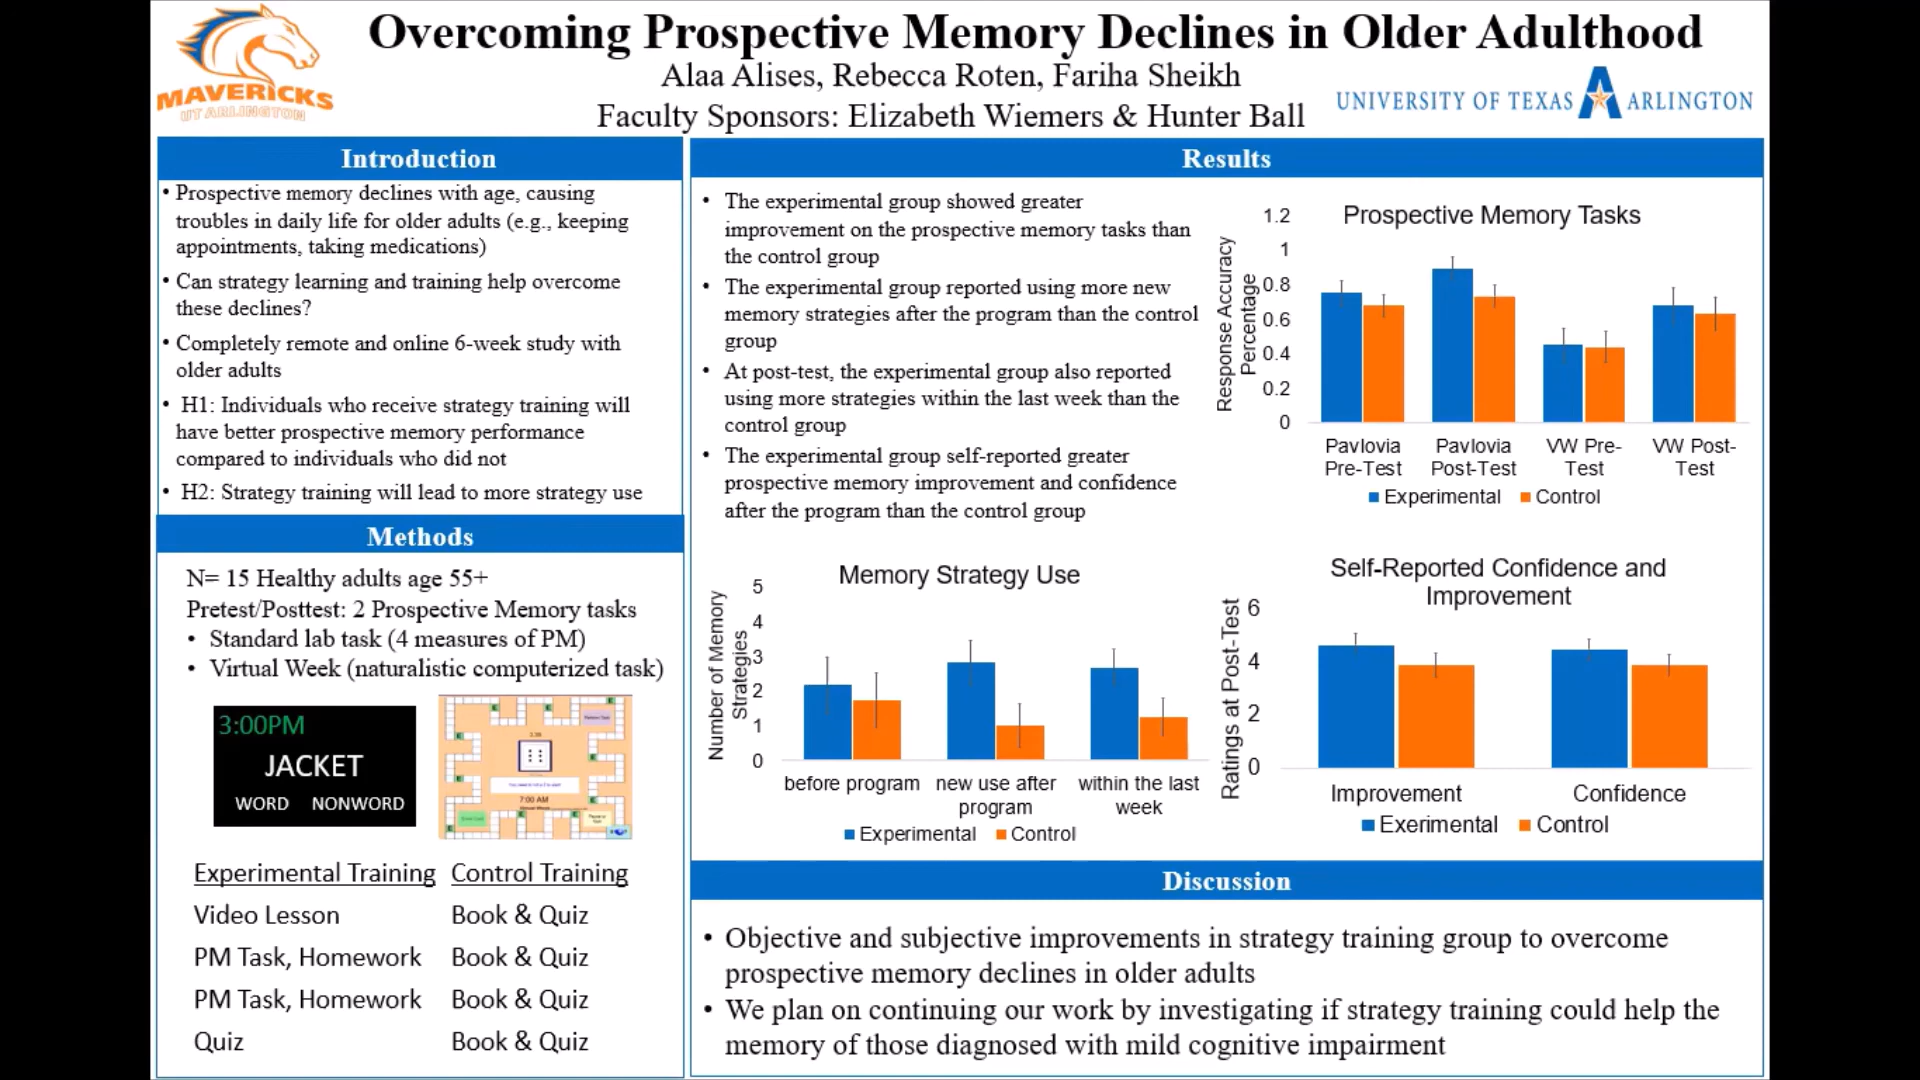 Overcoming Prospective Memory Declines in Older Adulthood
Alaa Alises, Rebecca Roten, Fariha Sheikh
Faculty Sponsors: Elizabeth Wiemers & Hunter Ball
MAVERICKS
UT ARLINGTON
UNIVERSITY OF TEXAS A ARLINGTON
Introduction
• Prospective memory declines with age, causing
troubles in daily life for older adults (e.g., keeping
appointments, taking medications)
• Can strategy learning and training help overcome
these declines?
• Completely remote and online 6-week study with
older adults
• H1: Individuals who receive strategy training will
have better prospective memory performance
compared to individuals who did not
• H2: Strategy training will lead to more strategy use
Methods
N= 15 Healthy adults age 55+
Pretest/Posttest: 2 Prospective Memory tasks
• Standard lab task (4 measures of PM)
• Virtual Week (naturalistic computerized task)
3:00PM
JACKET
WORD NONWORD
7:00 AM
Experimental Training Control Training
Video Lesson Book & Quiz
PM Task, Homework Book & Quiz
PM Task, Homework Book & Quiz
Quiz Book & Quiz
Results
• The experimental group showed greater
improvement on the prospective memory tasks than
the control group
• The experimental group reported using more new
memory strategies after the program than the control
group
• At post-test, the experimental group also reported
using more strategies within the last week than the
control group
• The experimental group self-reported greater
prospective memory improvement and confidence
after the program than the control group
Prospective Memory Tasks
Response Accuracy
Percentage
1.2
1
0.8
0.6
0.4
0.2
0
Pavlovia Pavlovia VW Pre- VW Post-
Pre-Test Post-Test Test Test
Experimental Control
Memory Strategy Use
Number of Memory
Strategies
5
4
3
2
1
0
before program new use after within the last
program week
Experimental Control
Self-Reported Confidence and
Improvement
Ratings at Post-Test
6
4
2
0
Improvement Confidence
Exerimental Control
Discussion
• Objective and subjective improvements in strategy training group to overcome
prospective memory declines in older adults
• We plan on continuing our work by investigating if strategy training could help the
memory of those diagnosed with mild cognitive impairment